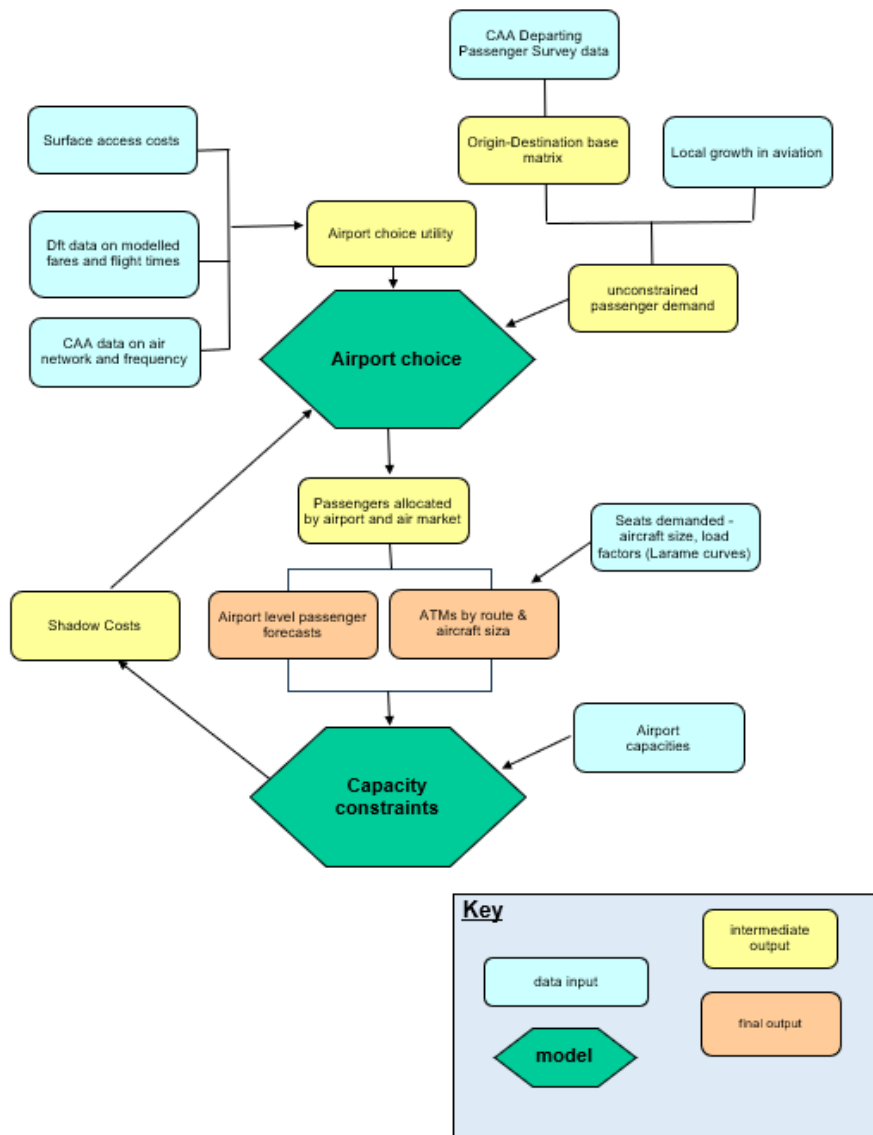 CAA Departing
Passenger Survey data
Surface access costs
Origin-Destination base
matrix
Local growth in aviation
Dft data on modelled
fares and flight times
Airport choice utility
unconstrained
passenger demand
CAA data on air
network and frequency
Airport choice
Passengers allocated
by airport and air market
Seats demanded -
aircraft size, load
factors (Larame curves)
Shadow Costs
Airport level passenger
forecasts
ATMs by route &
aircraft siza
Airport
capacities
Capacity
constraints
Key
intermediate
output
data input
final output
model